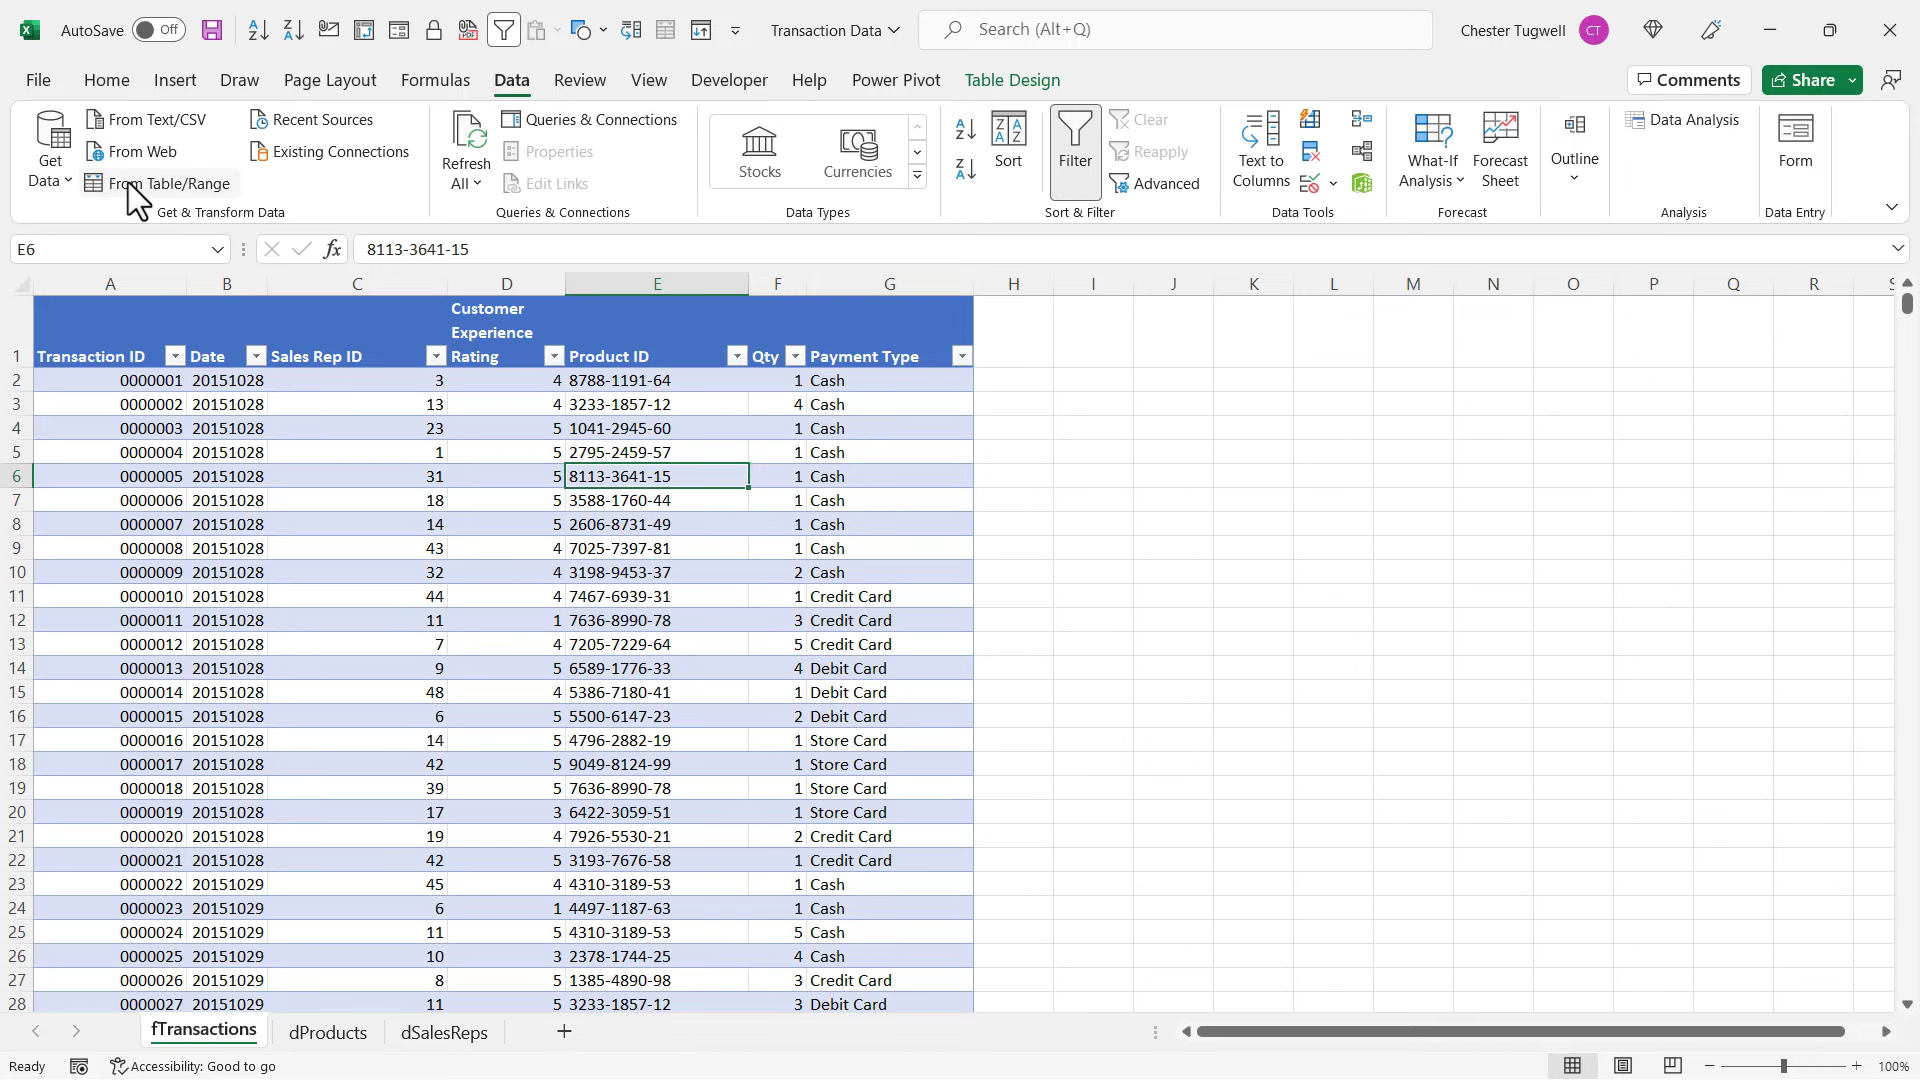 AutoSave Off Transaction Data Search (Alt+Q) Chester Tugwell CT
File Home Insert Draw Page Layout Formulas Data Review View Developer Help Power Pivot Table Design Comments Share
Get Data
From Text/CSV
From Web
From Table/Range
Recent Sources
Existing Connections
Get & Transform Data
Refresh All
Queries & Connections
Properties
Edit Links
Queries & Connections
Stocks Currencies
Data Types
Sort
Filter
Clear
Reapply
Advanced
Sort & Filter
Text to Columns
Data Tools
What-If Analysis
Forecast Sheet
Forecast
Outline
Data Analysis
Analysis
Form
Data Entry
E6 fx 8113-3641-15
A B C D E F G H I J K L M N O P Q R S
1 Transaction ID Date Sales Rep ID Customer Experience Rating Product ID Qty Payment Type
2 0000001 20151028 3 4 8788-1191-64 1 Cash
3 0000002 20151028 13 4 3233-1857-12 4 Cash
4 0000003 20151028 23 5 1041-2945-60 1 Cash
5 0000004 20151028 1 5 2795-2459-57 1 Cash
6 0000005 20151028 31 5 8113-3641-15 1 Cash
7 0000006 20151028 18 5 3588-1760-44 1 Cash
8 0000007 20151028 14 5 2606-8731-49 1 Cash
9 0000008 20151028 43 4 7025-7397-81 1 Cash
10 0000009 20151028 32 4 3198-9453-37 2 Cash
11 0000010 20151028 44 4 7467-6939-31 1 Credit Card
12 0000011 20151028 11 1 7636-8990-78 3 Credit Card
13 0000012 20151028 7 4 7205-7229-64 5 Credit Card
14 0000013 20151028 9 5 6589-1776-33 4 Debit Card
15 0000014 20151028 48 4 5386-7180-41 1 Debit Card
16 0000015 20151028 6 5 5500-6147-23 2 Debit Card
17 0000016 20151028 14 5 4796-2882-19 1 Store Card
18 0000017 20151028 42 5 9049-8124-99 1 Store Card
19 0000018 20151028 39 5 7636-8990-78 1 Store Card
20 0000019 20151028 17 3 6422-3059-51 1 Store Card
21 0000020 20151028 19 4 7926-5530-21 2 Credit Card
22 0000021 20151028 42 5 3193-7676-58 1 Credit Card
23 0000022 20151029 45 4 4310-3189-53 1 Cash
24 0000023 20151029 6 1 4497-1187-63 1 Cash
25 0000024 20151029 11 5 4310-3189-53 5 Cash
26 0000025 20151029 10 3 2378-1744-25 4 Cash
27 0000026 20151029 8 5 1385-4890-98 3 Credit Card
28 0000027 20151029 11 5 3233-1857-12 3 Debit Card
fTransactions dProducts dSalesReps
Ready Accessibility: Good to go 100%